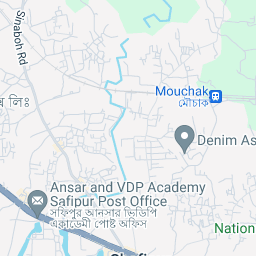 Sinaboh Rd
Mouchak
মৌচাক
লিঃ
Denim As
Ansar and VDP Academy
Safipur Post Office
সফিপুর আনসার ভিডিপি
একাডেমী পোষ্ট অফিস
Nation